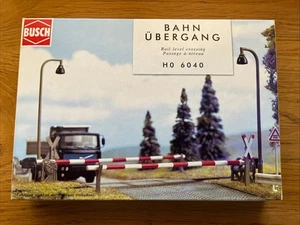 BUSCH
BAHN
ÜBERGANG
Rail level crossing
Passage à niveau
H0 6040